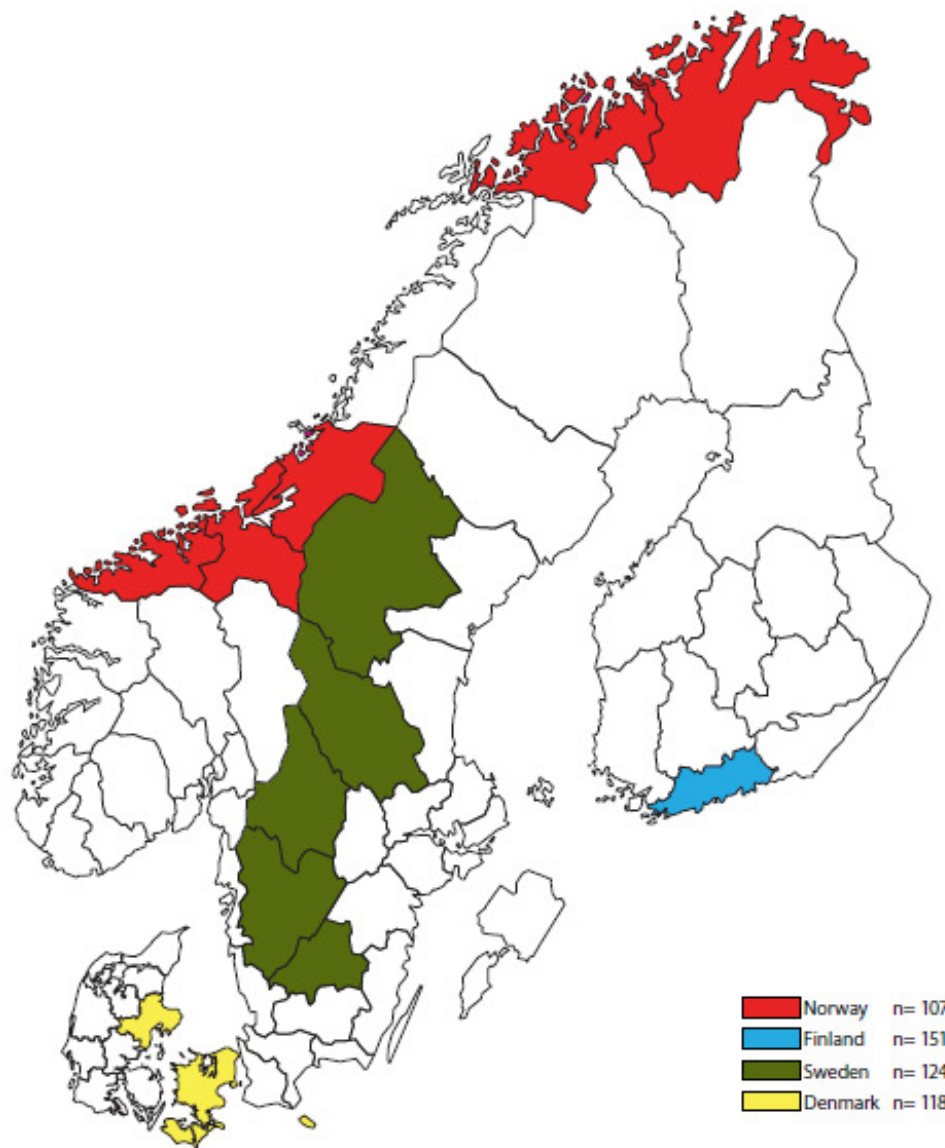 Norway n= 107
Finland n= 151
Sweden n= 124
Denmark n= 118